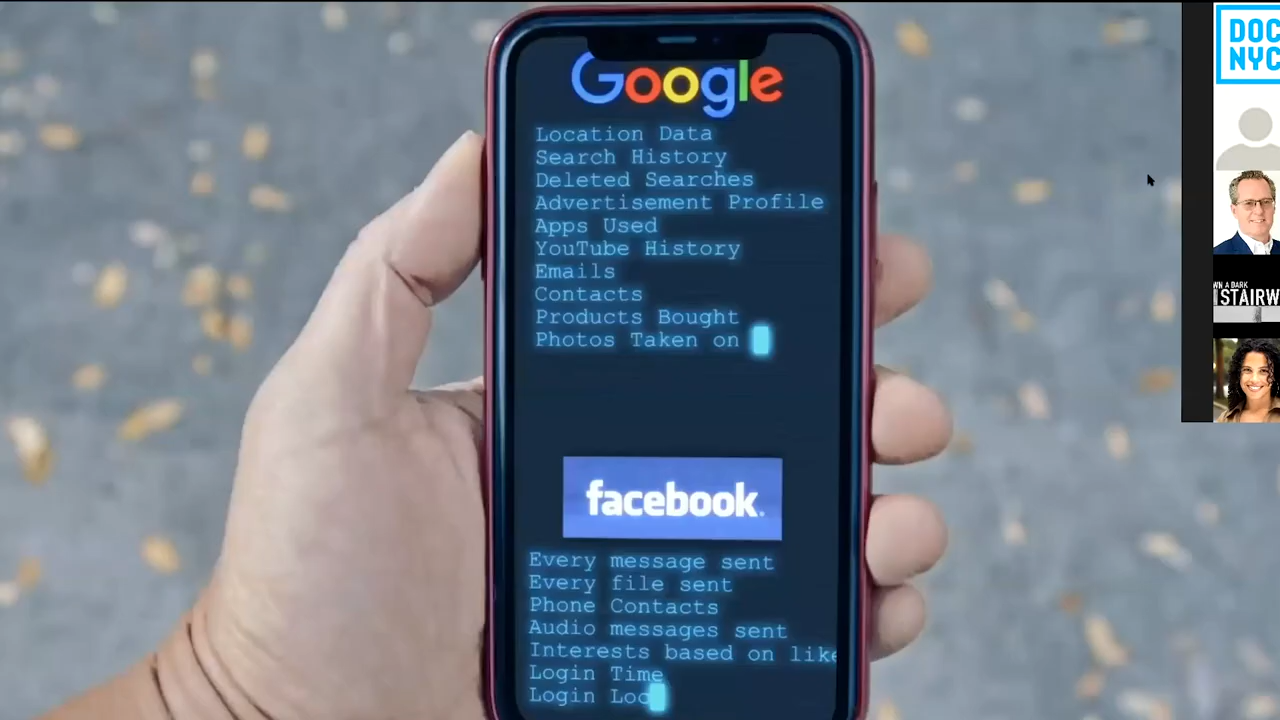 Google
Location Data
Search History
Deleted Searches
Advertisement Profile
Apps Used
YouTube History
Emails
Contacts
Products Bought
Photos Taken on
facebook.
Every message sent
Every file sent
Phone Contacts
Audio messages sent
Interests based on like
Login Time
Login Loc
DOC
NYC
WN A DARK
STAIRW